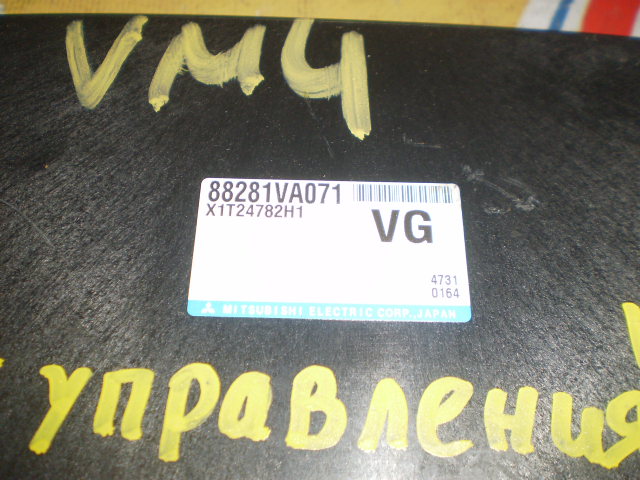 VM4
88281VA071
X1T24782H1
VG
4731
0164
MITSUBISHI ELECTRIC CORP., JAPAN
управления